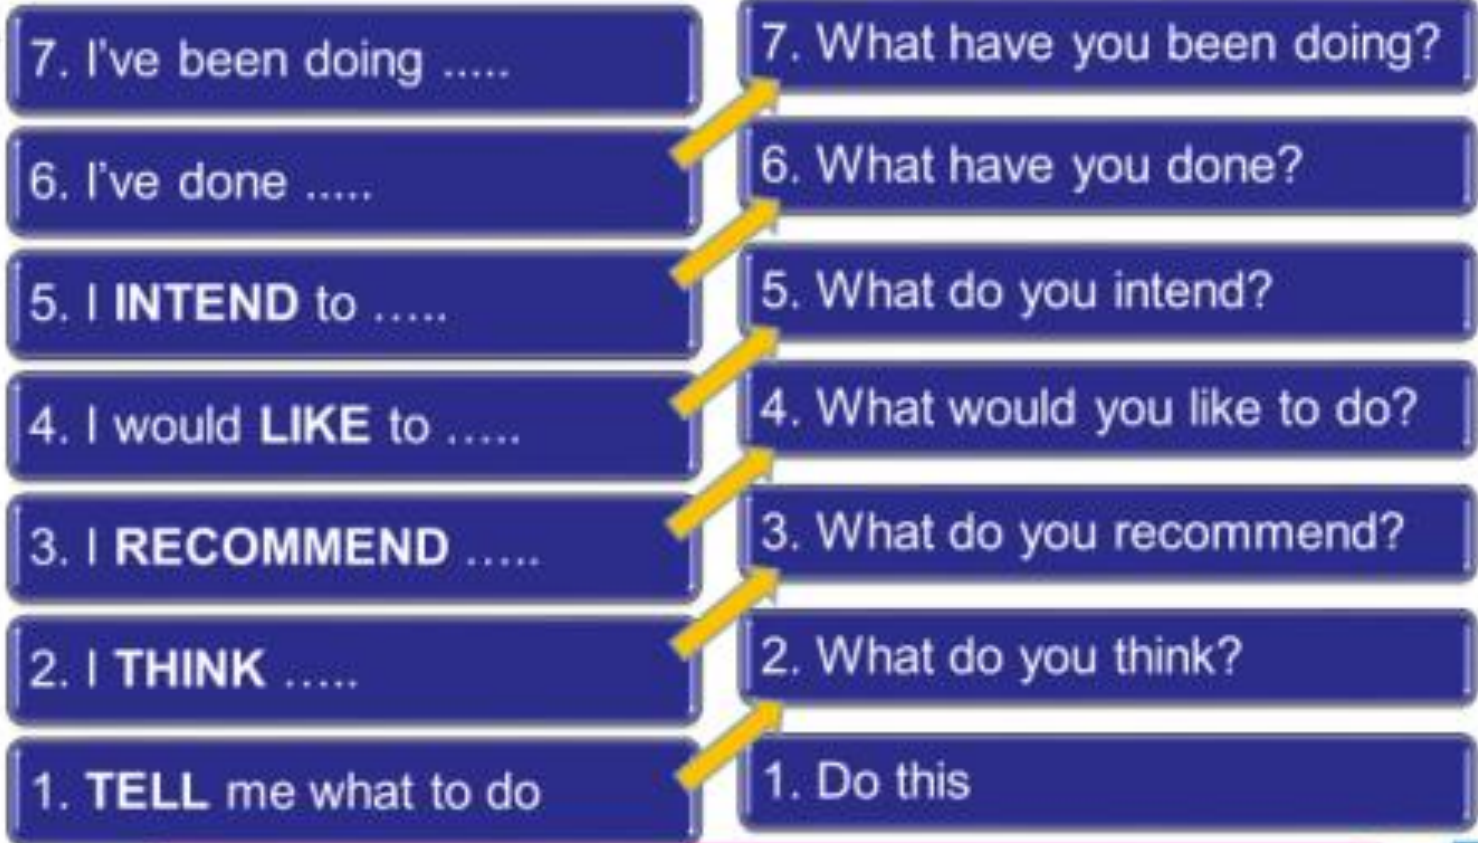 7. I've been doing .....
6. I've done .....
5. I INTEND to .....
4. I would LIKE to .....
3. I RECOMMEND .....
2. I THINK .....
1. TELL me what to do
7. What have you been doing?
6. What have you done?
5. What do you intend?
4. What would you like to do?
3. What do you recommend?
2. What do you think?
1. Do this